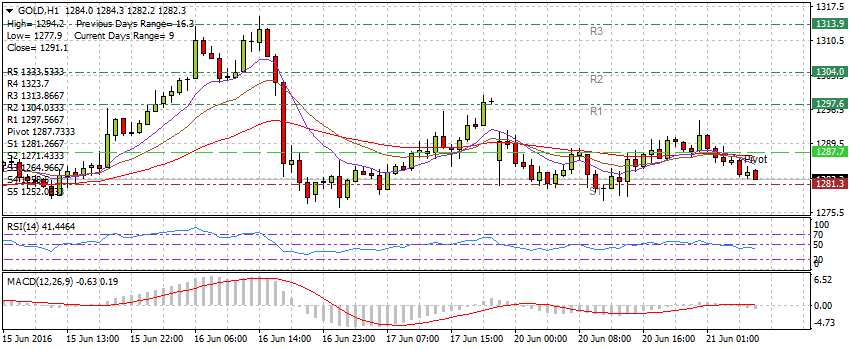 GOLD,H1 1284.0 1284.3 1282.2 1282.3
High= 1294.2 Previous Days Range= 16.3
Low= 1277.9 Current Days Range= 9
Close= 1291.1
R5 1333.5333
R4 1323.7
R3 1313.8667
R2 1304.0333
R1 1297.5667
Pivot 1287.7333
S1 1281.2667
S2 1271.4333
S5 1252.0333
R3
R2
R1
Pivot
1317.5
1313.9
1310.5
1304.0
1297.6
1289.5
1287.7
1281.3
1275.5
RSI(14) 41.4464
100
70
50
20
0
MACD(12,26,9) -0.63 0.19
6.52
0.00
-4.73
15 Jun 2016
15 Jun 13:00
15 Jun 22:00
16 Jun 06:00
16 Jun 14:00
16 Jun 23:00
17 Jun 07:00
17 Jun 15:00
20 Jun 00:00
20 Jun 08:00
20 Jun 16:00
21 Jun 01:00